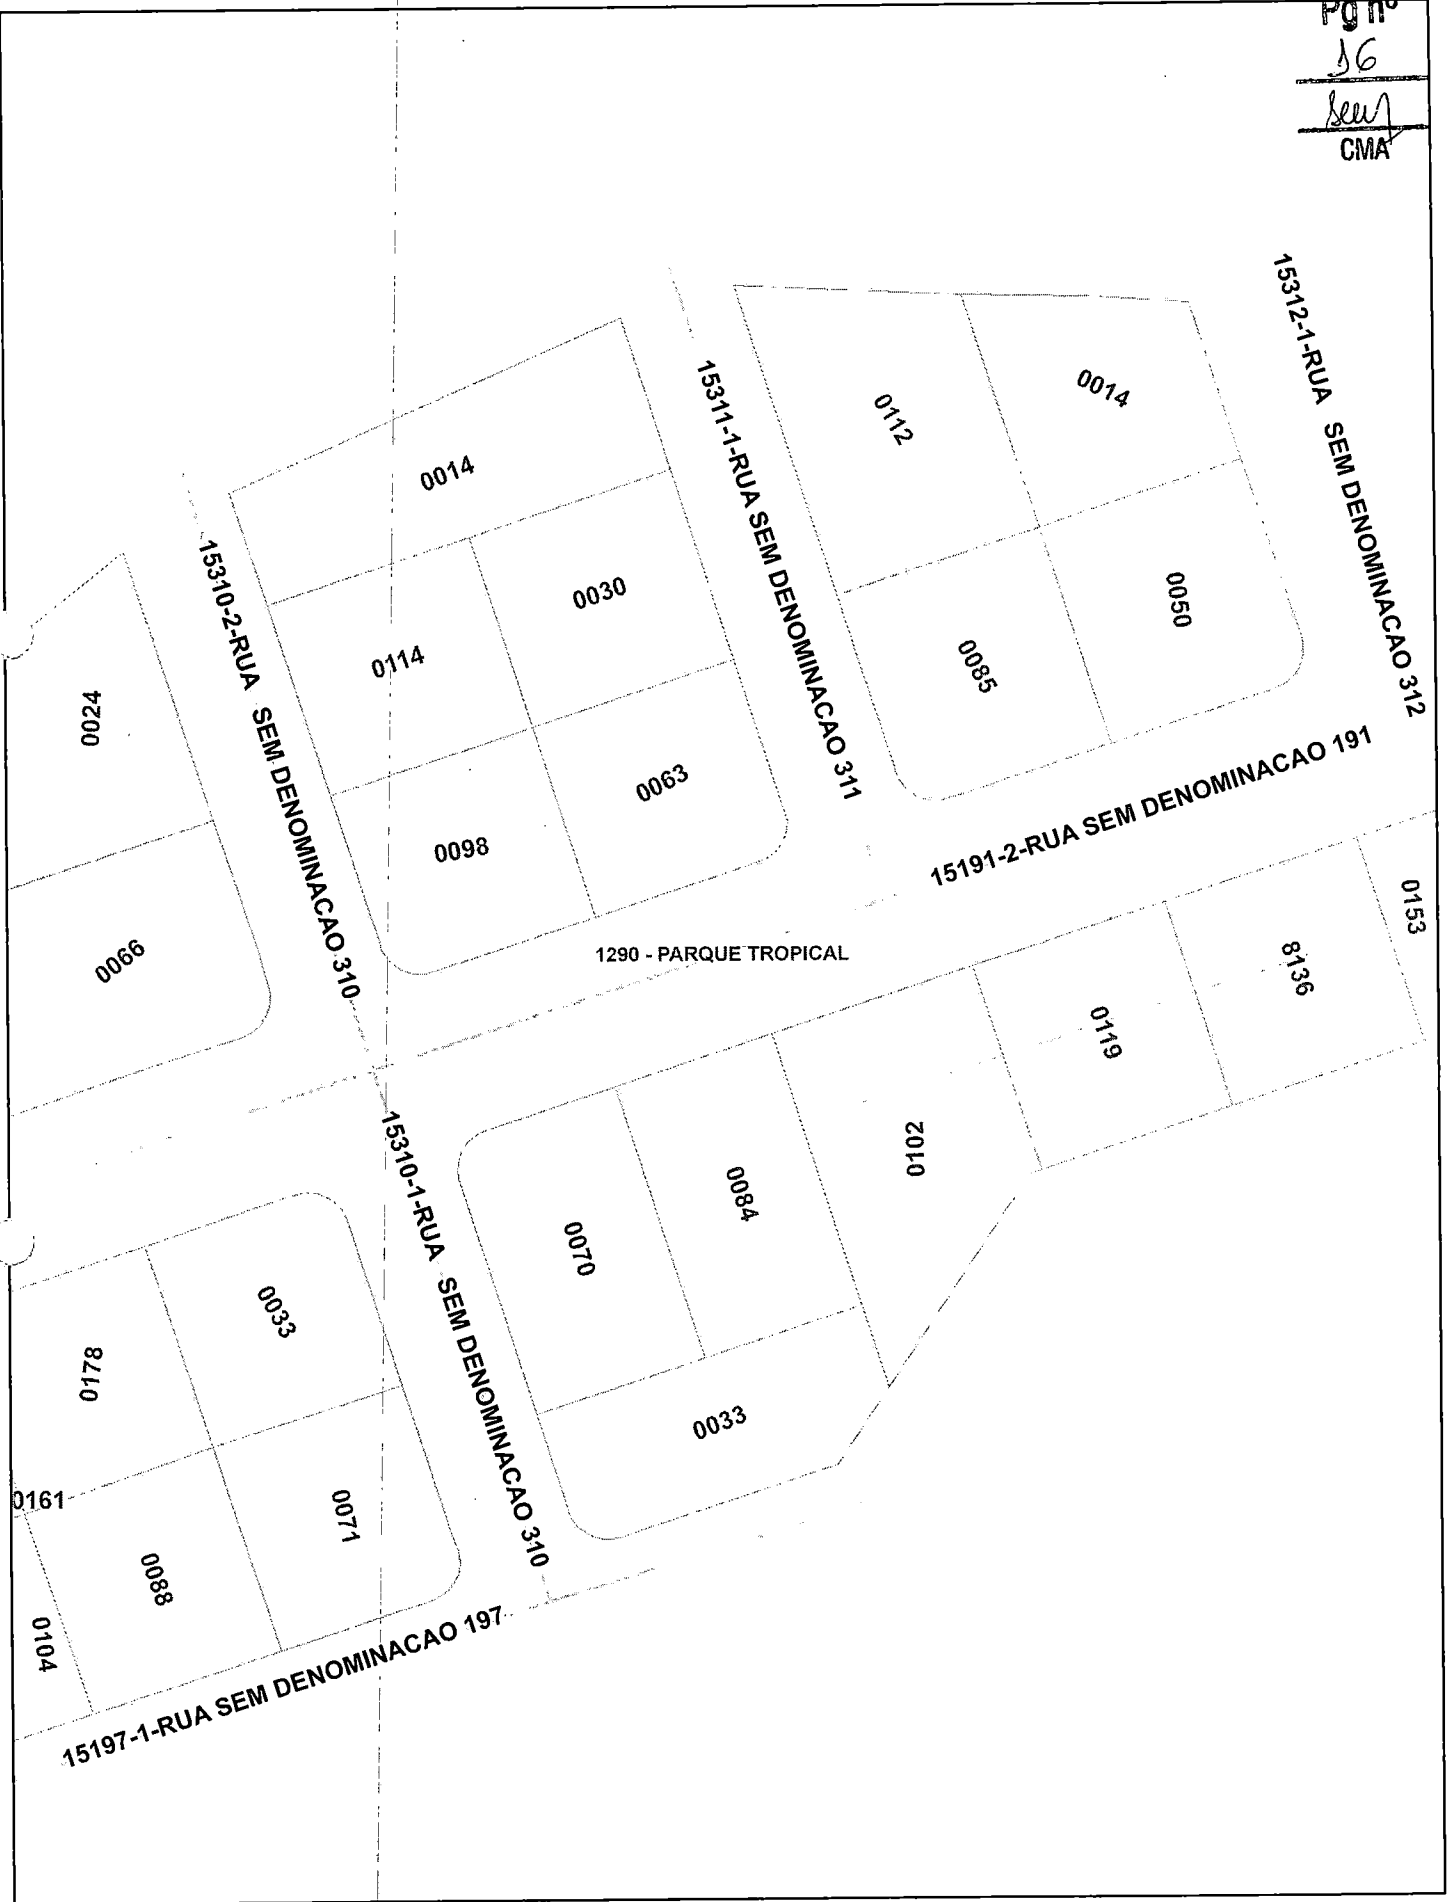 Pg nº
16
CMA
15312-1-RUA SEM DENOMINACAO 312
15311-1-RUA SEM DENOMINACAO 311
0112
0014
0014
15310-2-RUA SEM DENOMINACAO 310
0030
0050
0114
0085
0024
0063
0098
15191-2-RUA SEM DENOMINACAO 191
0066
1290 - PARQUE TROPICAL
0153
8136
0119
15310-1-RUA SEM DENOMINACAO 310
0102
0084
0070
0033
0178
0033
0161
0071
0088
0104
15197-1-RUA SEM DENOMINACAO 197